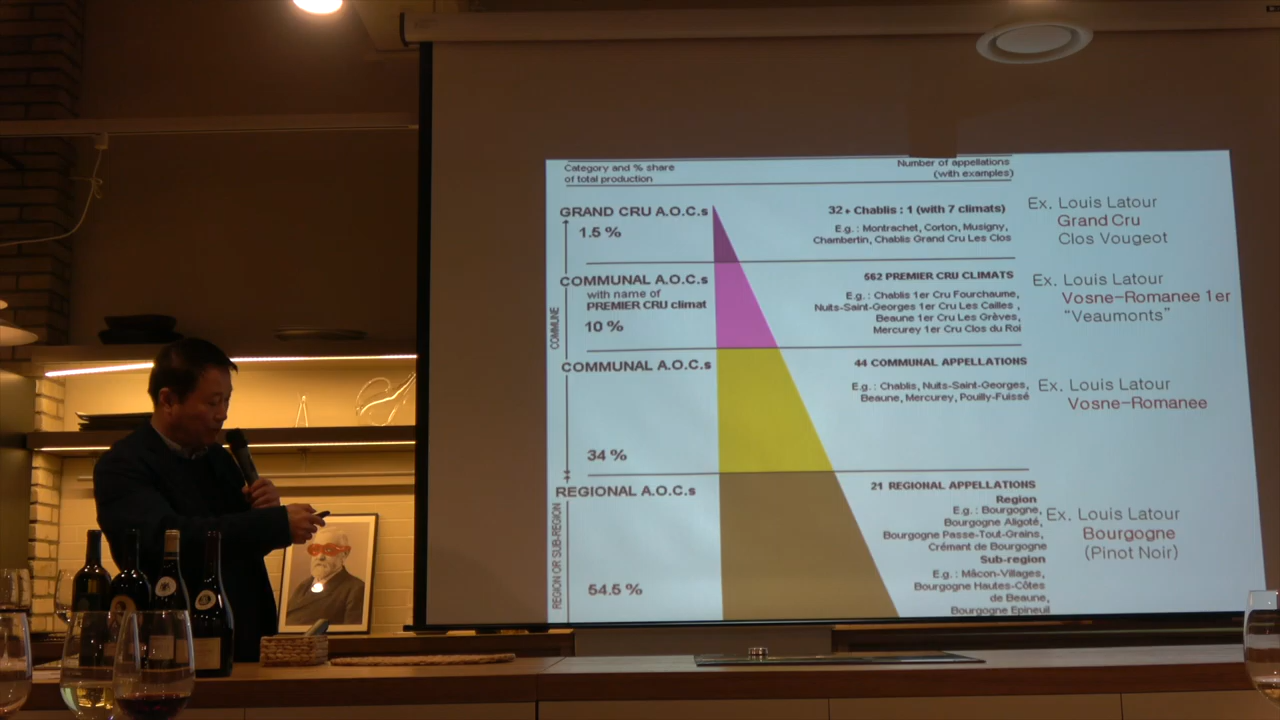 Category and % share
of total production
Number of appellations
(with examples)
GRAND CRU A.O.C.s
1.5 %
32 + Chablis : 1 (with 7 climats)
E.g. : Montrachet, Corton, Musigny,
Chambertin, Chablis Grand Cru Les Clos
Ex. Louis Latour
Grand Cru
Clos Vougeot
COMMUNE
COMMUNAL A.O.C.s
with name of
PREMIER CRU climat
10 %
562 PREMIER CRU CLIMATS
E.g. : Chablis 1er Cru Fourchaume,
Nuits-Saint-Georges 1er Cru Les Cailles,
Beaune 1er Cru Les Grèves,
Mercurey 1er Cru Clos du Roi
Ex. Louis Latour
Vosne-Romanee 1er
"Veaumonts"
COMMUNAL A.O.C.s
34 %
44 COMMUNAL APPELLATIONS
E.g. : Chablis, Nuits-Saint-Georges,
Beaune, Mercurey, Pouilly-Fuissé
Ex. Louis Latour
Vosne-Romanee
REGION OR SUB-REGION
REGIONAL A.O.C.s
54.5 %
21 REGIONAL APPELLATIONS
Region
E.g. : Bourgogne,
Bourgogne Aligoté,
Bourgogne Passe-Tout-Grains,
Crémant de Bourgogne
Sub-region
E.g. : Mâcon-Villages,
Bourgogne Hautes-Côtes
de Beaune,
Bourgogne Epineuil
Ex. Louis Latour
Bourgogne
(Pinot Noir)